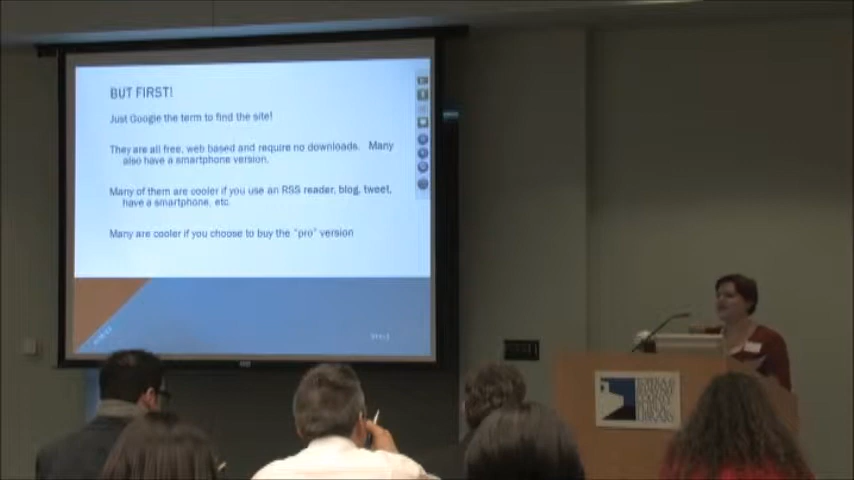 BUT FIRST!
Just Google the term to find the site!
They are all free, web based and require no downloads. Many
also have a smartphone version.
Many of them are cooler if you use an RSS reader, blog, tweet,
have a smartphone, etc.
Many are cooler if you choose to buy the "pro" version